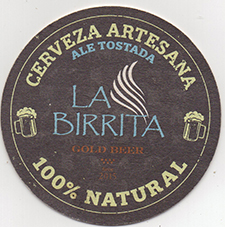 CERVEZA ARTESANA
ALE TOSTADA
LA
BIRRITA
GOLD BEER
100% NATURAL